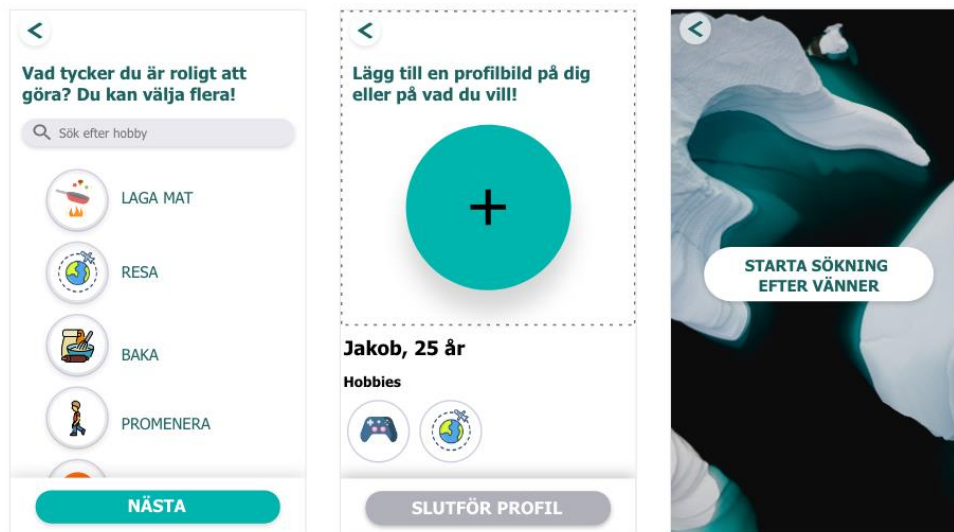 Vad tycker du är roligt att
göra? Du kan välja flera!
Sök efter hobby
LAGA MAT
RESA
BAKA
PROMENERA
NÄSTA
Lägg till en profilbild på dig
eller på vad du vill!
Jakob, 25 år
Hobbies
SLUTFÖR PROFIL
STARTA SÖKNING
EFTER VÄNNER